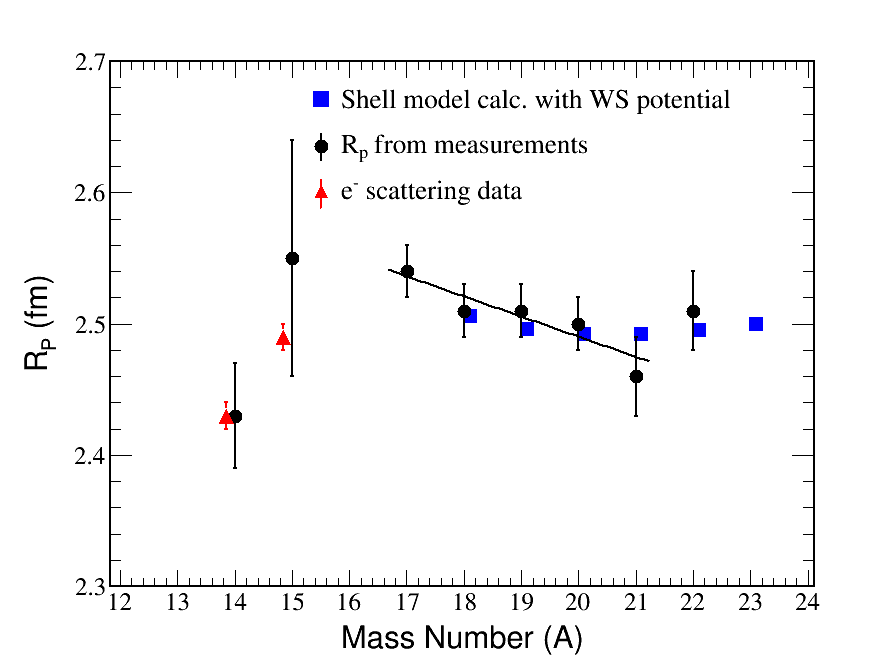 2.7
2.6
2.5
2.4
2.3
R_P (fm)
Shell model calc. with WS potential
R_p from measurements
e^- scattering data
12 13 14 15 16 17 18 19 20 21 22 23 24
Mass Number (A)